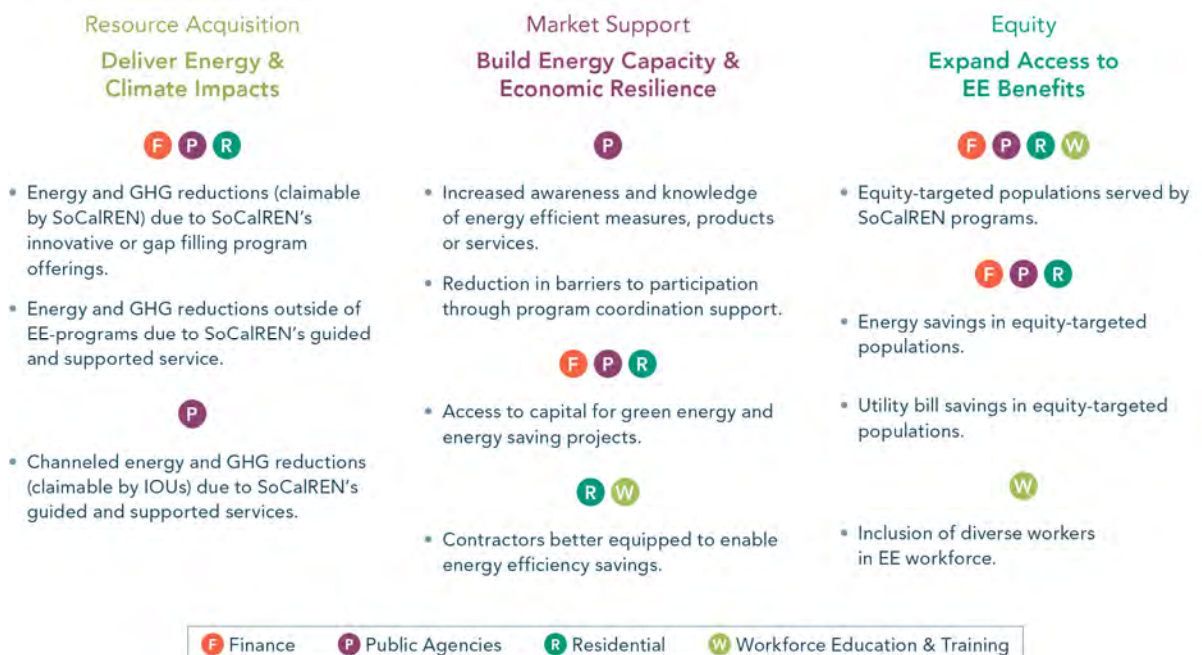 Resource Acquisition
Deliver Energy &
Climate Impacts
F P R
• Energy and GHG reductions (claimable
by SoCalREN) due to SoCalREN's
innovative or gap filling program
offerings.
• Energy and GHG reductions outside of
EE-programs due to SoCalREN's guided
and supported service.
P
• Channeled energy and GHG reductions
(claimable by IOUs) due to SoCalREN's
guided and supported services.
Market Support
Build Energy Capacity &
Economic Resilience
P
• Increased awareness and knowledge
of energy efficient measures, products
or services.
• Reduction in barriers to participation
through program coordination support.
F P R
• Access to capital for green energy and
energy saving projects.
R W
• Contractors better equipped to enable
energy efficiency savings.
Equity
Expand Access to
EE Benefits
F P R W
• Equity-targeted populations served by
SoCalREN programs.
F P R
• Energy savings in equity-targeted
populations.
• Utility bill savings in equity-targeted
populations.
W
• Inclusion of diverse workers
in EE workforce.
F Finance P Public Agencies R Residential W Workforce Education & Training